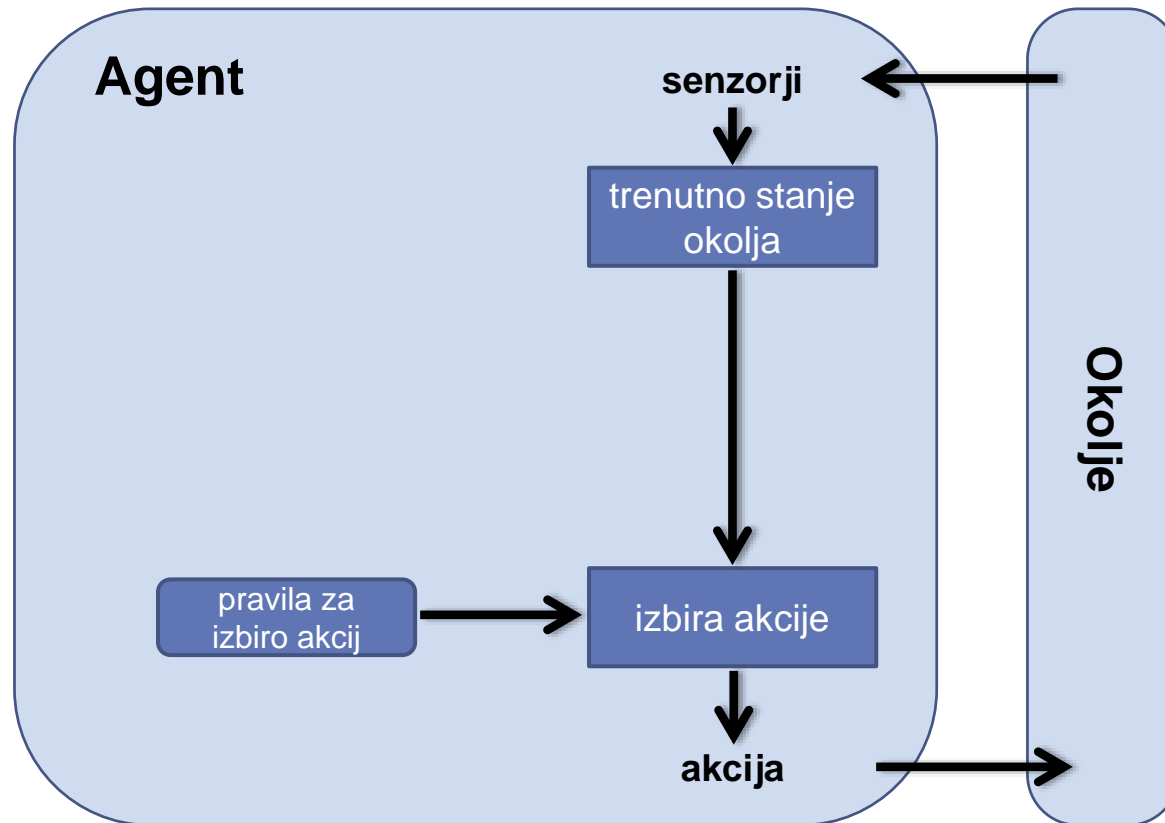 Agent
senzorji
trenutno stanje
okolja
Okolje
pravila za
izbiro akcij
izbira akcije
akcija